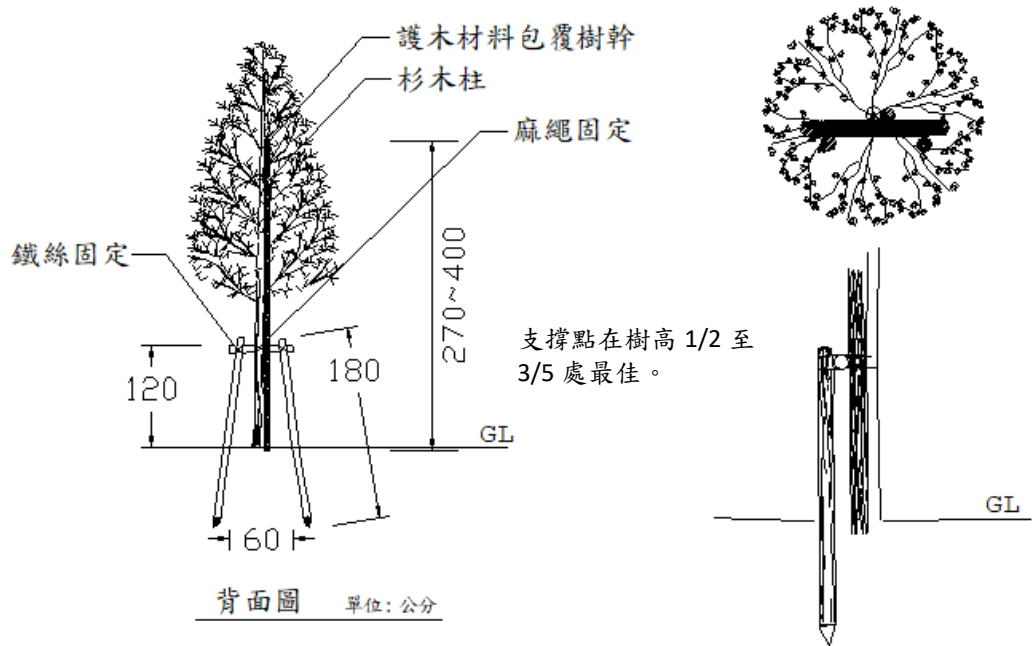 護木材料包覆樹幹
杉木柱
麻繩固定
鐵絲固定
270~400
支撐點在樹高 1/2 至
3/5 處最佳。
120
180
GL
GL
60
背面圖 單位:公分